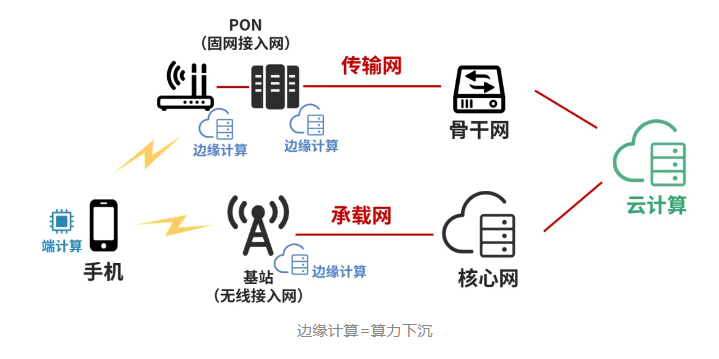 PON
（固网接入网）
传输网
骨干网
边缘计算
边缘计算
云计算
端计算
手机
承载网
核心网
基站
（无线接入网）
边缘计算
边缘计算=算力下沉